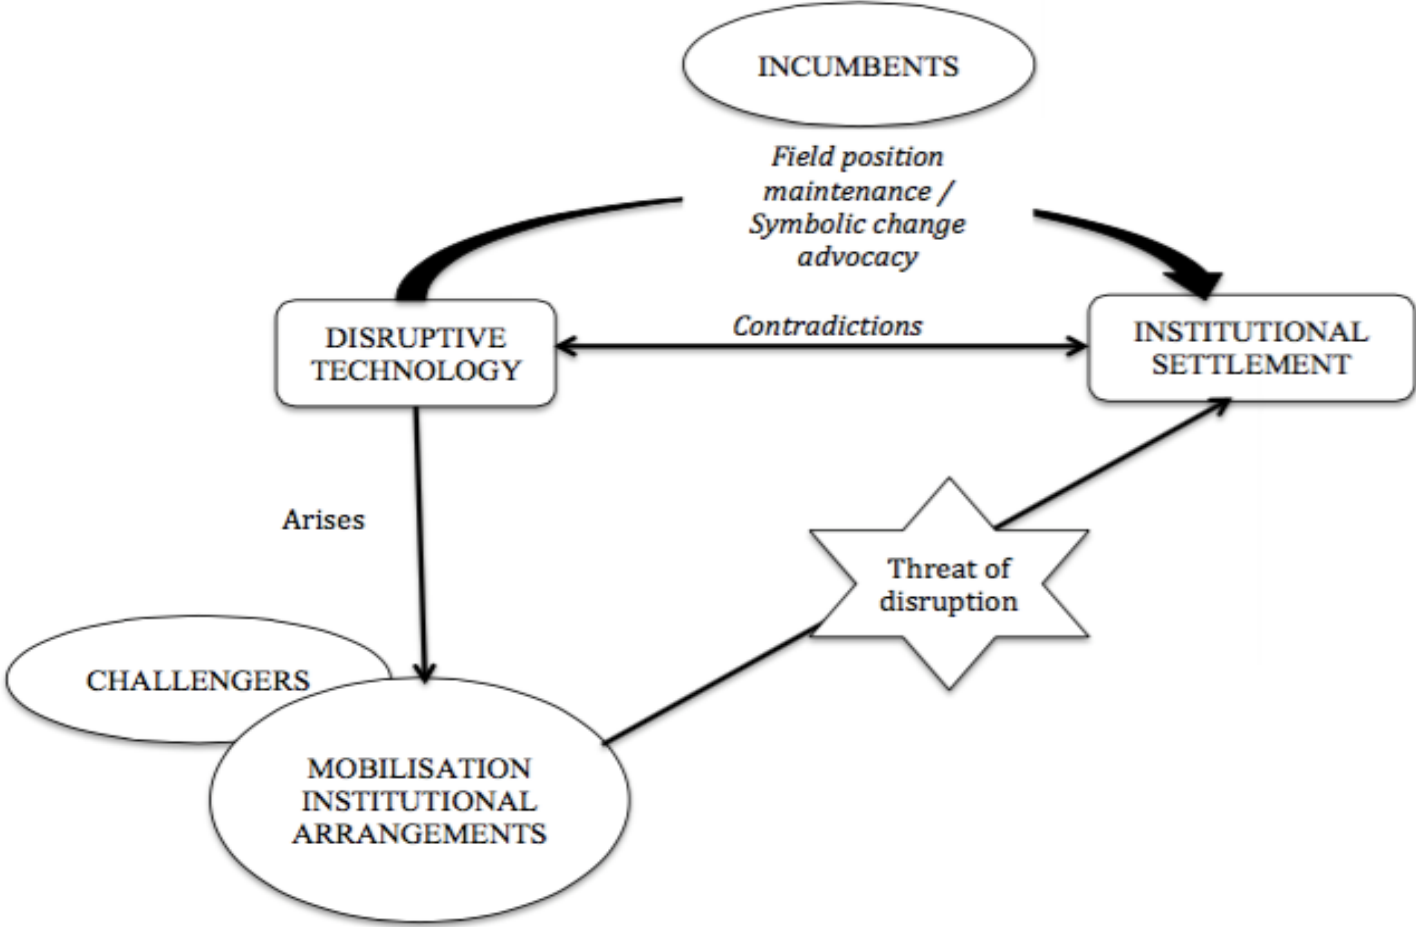 INCUMBENTS
Field position
maintenance /
Symbolic change
advocacy
DISRUPTIVE
TECHNOLOGY
Contradictions
INSTITUTIONAL
SETTLEMENT
Arises
Threat of
disruption
CHALLENGERS
MOBILISATION
INSTITUTIONAL
ARRANGEMENTS